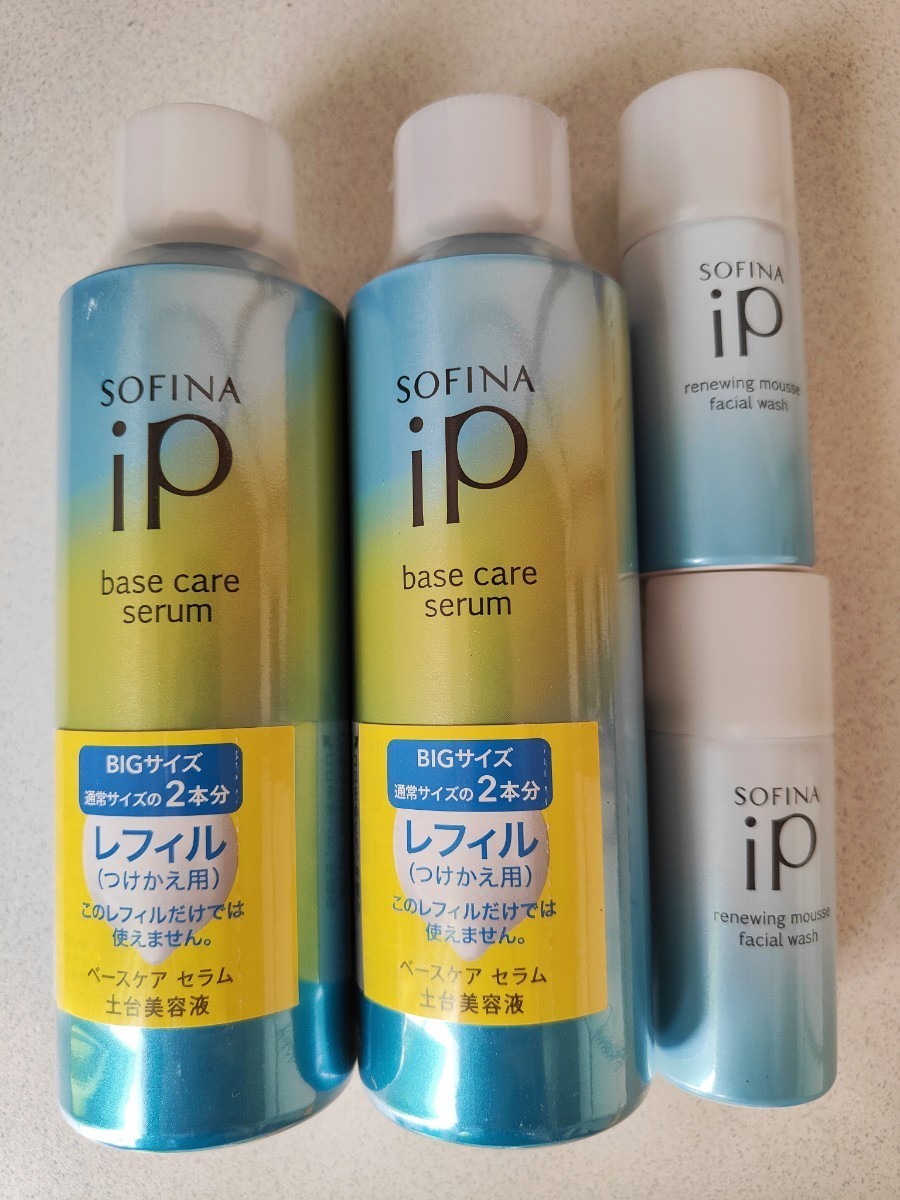 SOFINA
iP
base care
serum
BIGサイズ
通常サイズの2本分
レフィル
(つけかえ用)
このレフィルだけでは
使えません。
ベースケア セラム
土台美容液
SOFINA
iP
base care
serum
BIGサイズ
通常サイズの2本分
レフィル
(つけかえ用)
このレフィルだけでは
使えません。
ベースケア セラム
土台美容液
SOFINA
iP
renewing mousse
facial wash
SOFINA
iP
renewing mousse
facial wash